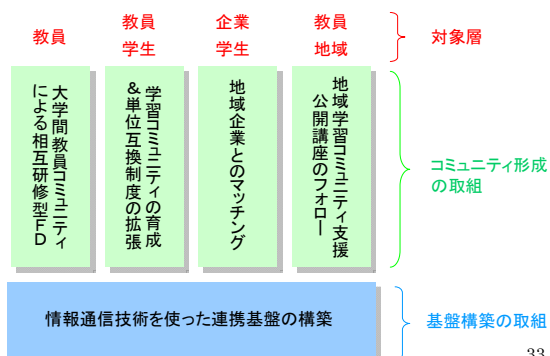 教員
教員
学生
企業
学生
教員
地域
対象層
大学間教員コミュニティ
による相互研修型FD
学習コミュニティの育成
&単位互換制度の拡張
地域企業とのマッチング
地域学習コミュニティ支援
公開講座のフォロー
コミュニティ形成
の取組
情報通信技術を使った連携基盤の構築
基盤構築の取組
33